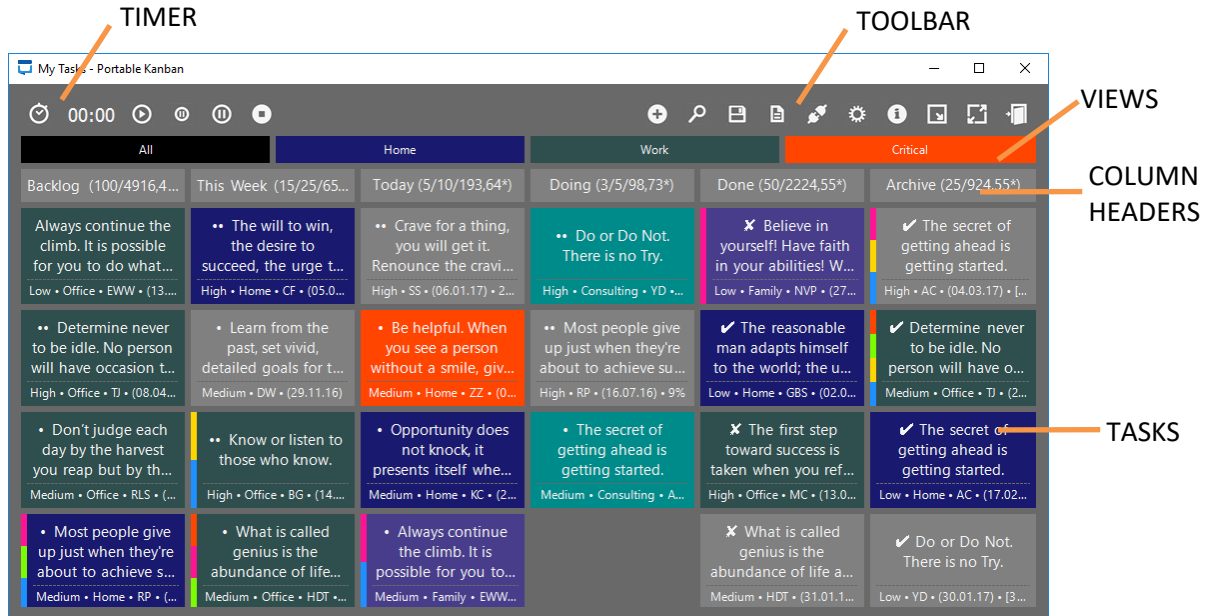 TIMER
TOOLBAR
My Tasks - Portable Kanban
VIEWS
00:00
All
Home
Work
Critical
COLUMN
HEADERS
Backlog (100/4916,4...
This Week (15/25/65...
Today (5/10/193,64*)
Doing (3/5/98,73*)
Done (50/2224,55*)
Archive (25/924,55*)
Always continue the
climb. It is possible
for you to do what...
Low • Office • EWW • (13....
•• The will to win,
the desire to
succeed, the urge t...
High • Home • CF • (05.0...
•• Crave for a thing,
you will get it.
Renounce the cravi...
High • SS • (06.01.17) • 2...
•• Do or Do Not.
There is no Try.
High • Consulting • YD •...
✘ Believe in
yourself! Have faith
in your abilities! W...
Low • Family • NVP • (27...
✔ The secret of
getting ahead is
getting started.
High • AC • (04.03.17) • [...
•• Determine never
to be idle. No person
will have occasion t...
High • Office • TJ • (08.04...
• Learn from the
past, set vivid,
detailed goals for t...
Medium • DW • (29.11.16)
• Be helpful. When
you see a person
without a smile, giv...
Medium • Home • ZZ • (0...
•• Most people give
up just when they're
about to achieve su...
High • RP • (16.07.16) • 9%
✔ The reasonable
man adapts himself
to the world; the u...
Low • Home • GBS • (02.0...
✔ Determine never
to be idle. No
person will have o...
Medium • Office • TJ • (2...
• Don't judge each
day by the harvest
you reap but by th...
Medium • Office • RLS • (...
•• Know or listen to
those who know.
High • Office • BG • (14....
• Opportunity does
not knock, it
presents itself whe...
Medium • Home • KC • (2...
• The secret of
getting ahead is
getting started.
Medium • Consulting • A...
✘ The first step
toward success is
taken when you ref...
High • Office • MC • (13.0...
✔ The secret of
getting ahead is
getting started.
Low • Home • AC • (17.02...
TASKS
• Most people give
up just when they're
about to achieve s...
Medium • Home • RP • (...
• What is called
genius is the
abundance of life...
Medium • Office • HDT •...
• Always continue
the climb. It is
possible for you to...
Medium • Family • EWW...
✘ What is called
genius is the
abundance of life a...
Medium • HDT • (31.01.1...
✔ Do or Do Not.
There is no Try.
Low • YD • (30.01.17) • [3...